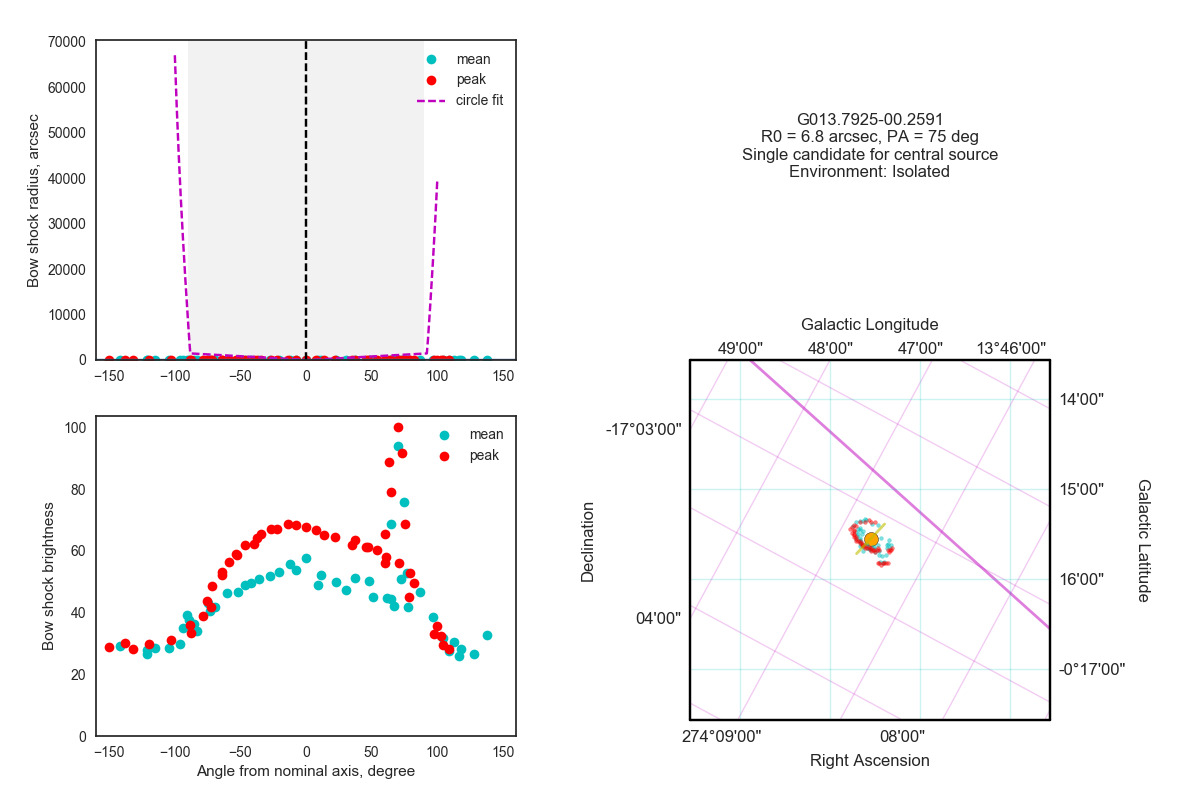 70000
60000
50000
40000
30000
20000
10000
0
Bow shock radius, arcsec
mean
peak
circle fit
−150 −100 −50 0 50 100 150
100
80
60
40
20
0
Bow shock brightness
mean
peak
−150 −100 −50 0 50 100 150
Angle from nominal axis, degree
G013.7925-00.2591
R0 = 6.8 arcsec, PA = 75 deg
Single candidate for central source
Environment: Isolated
Galactic Longitude
49'00" 48'00" 47'00" 13°46'00"
-17°03'00"
04'00"
Declination
14'00"
15'00"
16'00"
-0°17'00"
Galactic Latitude
274°09'00" 08'00"
Right Ascension